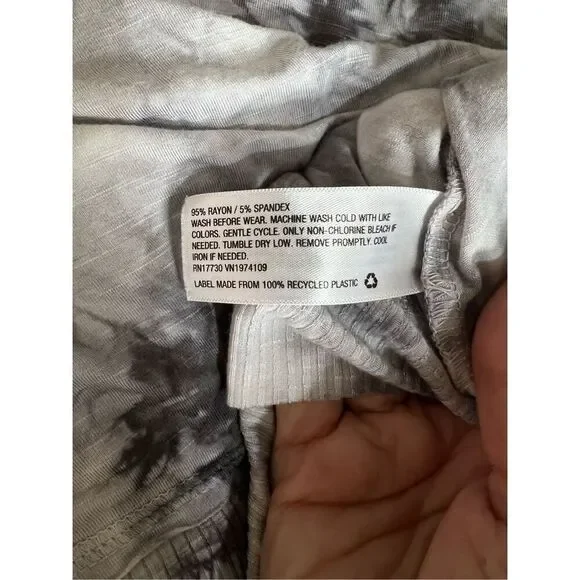 95% RAYON / 5% SPANDEX
WASH BEFORE WEAR. MACHINE WASH COLD WITH LIKE
COLORS. GENTLE CYCLE. ONLY NON-CHLORINE BLEACH IF
NEEDED. TUMBLE DRY LOW. REMOVE PROMPTLY. COOL
IRON IF NEEDED.
RN17730 VN1974109
LABEL MADE FROM 100% RECYCLED PLASTIC